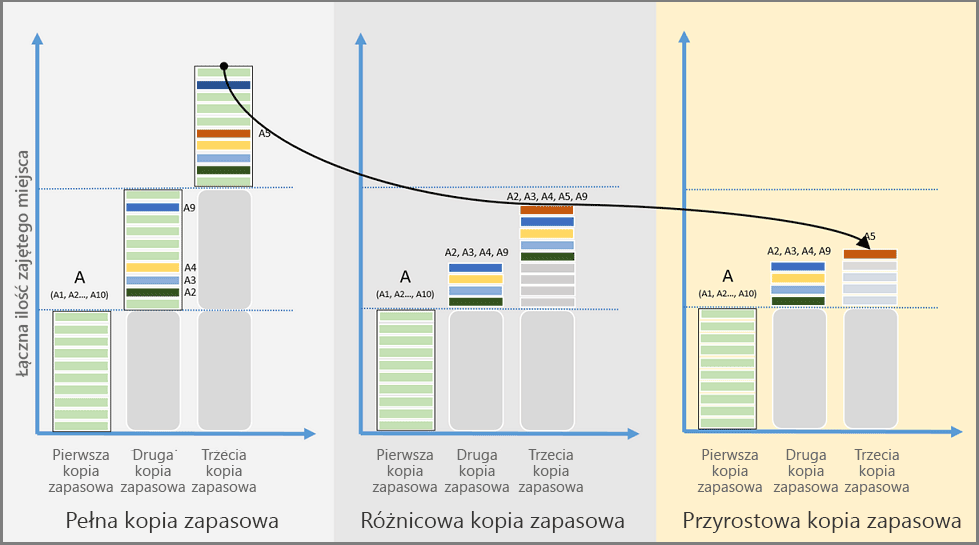 Łączna ilość zajętego miejsca
A5
A9
A
A4
A3
(A1, A2..., A10)
A2
Pierwsza kopia zapasowa
Druga kopia zapasowa
Trzecia kopia zapasowa
Pełna kopia zapasowa
A2, A3, A4, A5, A9
A2, A3, A4, A9
A
(A1, A2..., A10)
Pierwsza kopia zapasowa
Druga kopia zapasowa
Trzecia kopia zapasowa
Różnicowa kopia zapasowa
A5
A2, A3, A4, A9
A
(A1, A2..., A10)
Pierwsza kopia zapasowa
Druga kopia zapasowa
Trzecia kopia zapasowa
Przyrostowa kopia zapasowa